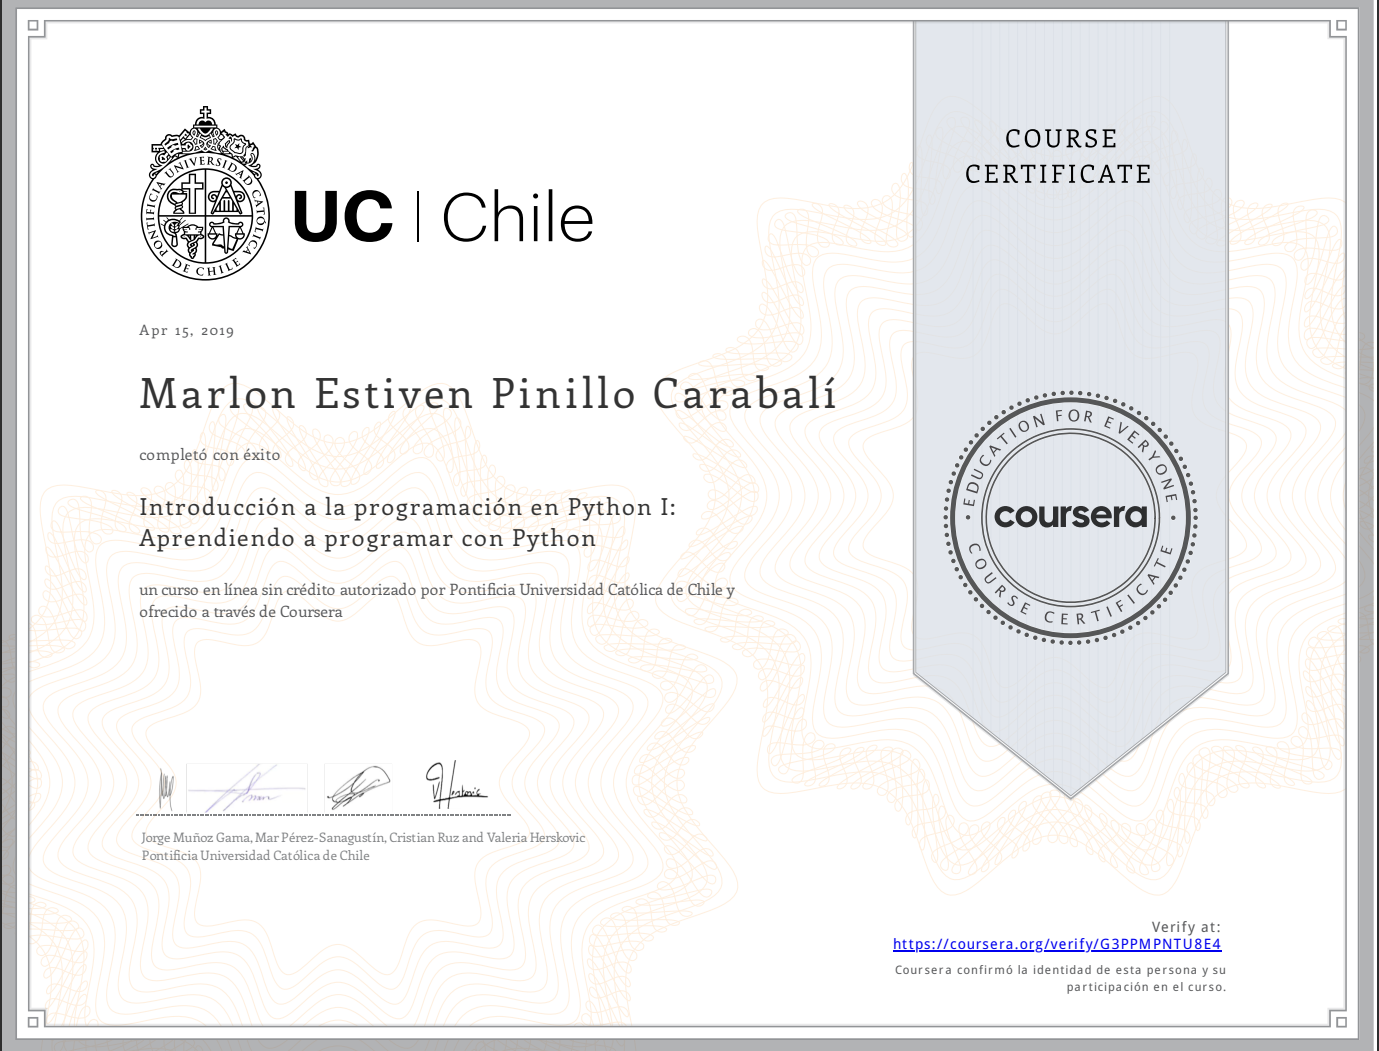 PONTIFICIA UNIVERSIDAD CATÓLICA DE CHILE
UC | Chile
COURSE
CERTIFICATE
Apr 15, 2019
Marlon Estiven Pinillo Carabalí
completó con éxito
Introducción a la programación en Python I:
Aprendiendo a programar con Python
un curso en línea sin crédito autorizado por Pontificia Universidad Católica de Chile y
ofrecido a través de Coursera
EDUCATION FOR EVERYONE
coursera
COURSE CERTIFICATE
Jorge Muñoz Gama, Mar Pérez-Sanagustín, Cristian Ruz and Valeria Herskovic
Pontificia Universidad Católica de Chile
Verify at:
https://coursera.org/verify/G3PPMPNTU8E4
Coursera confirmó la identidad de esta persona y su
participación en el curso.